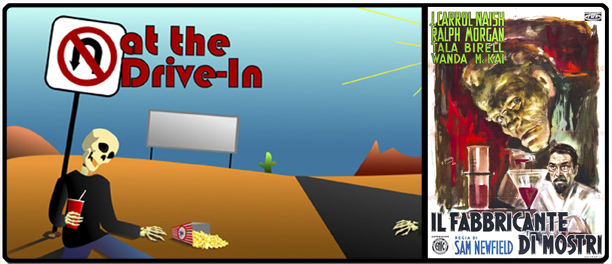 at the
Drive-In
J. CARROL NAISH
RALPH MORGAN
TALA BIRELL
WANDA McKAY
IL FABBRICANTE
DI MOSTRI
REGIA DI
SAM NEWFIELD